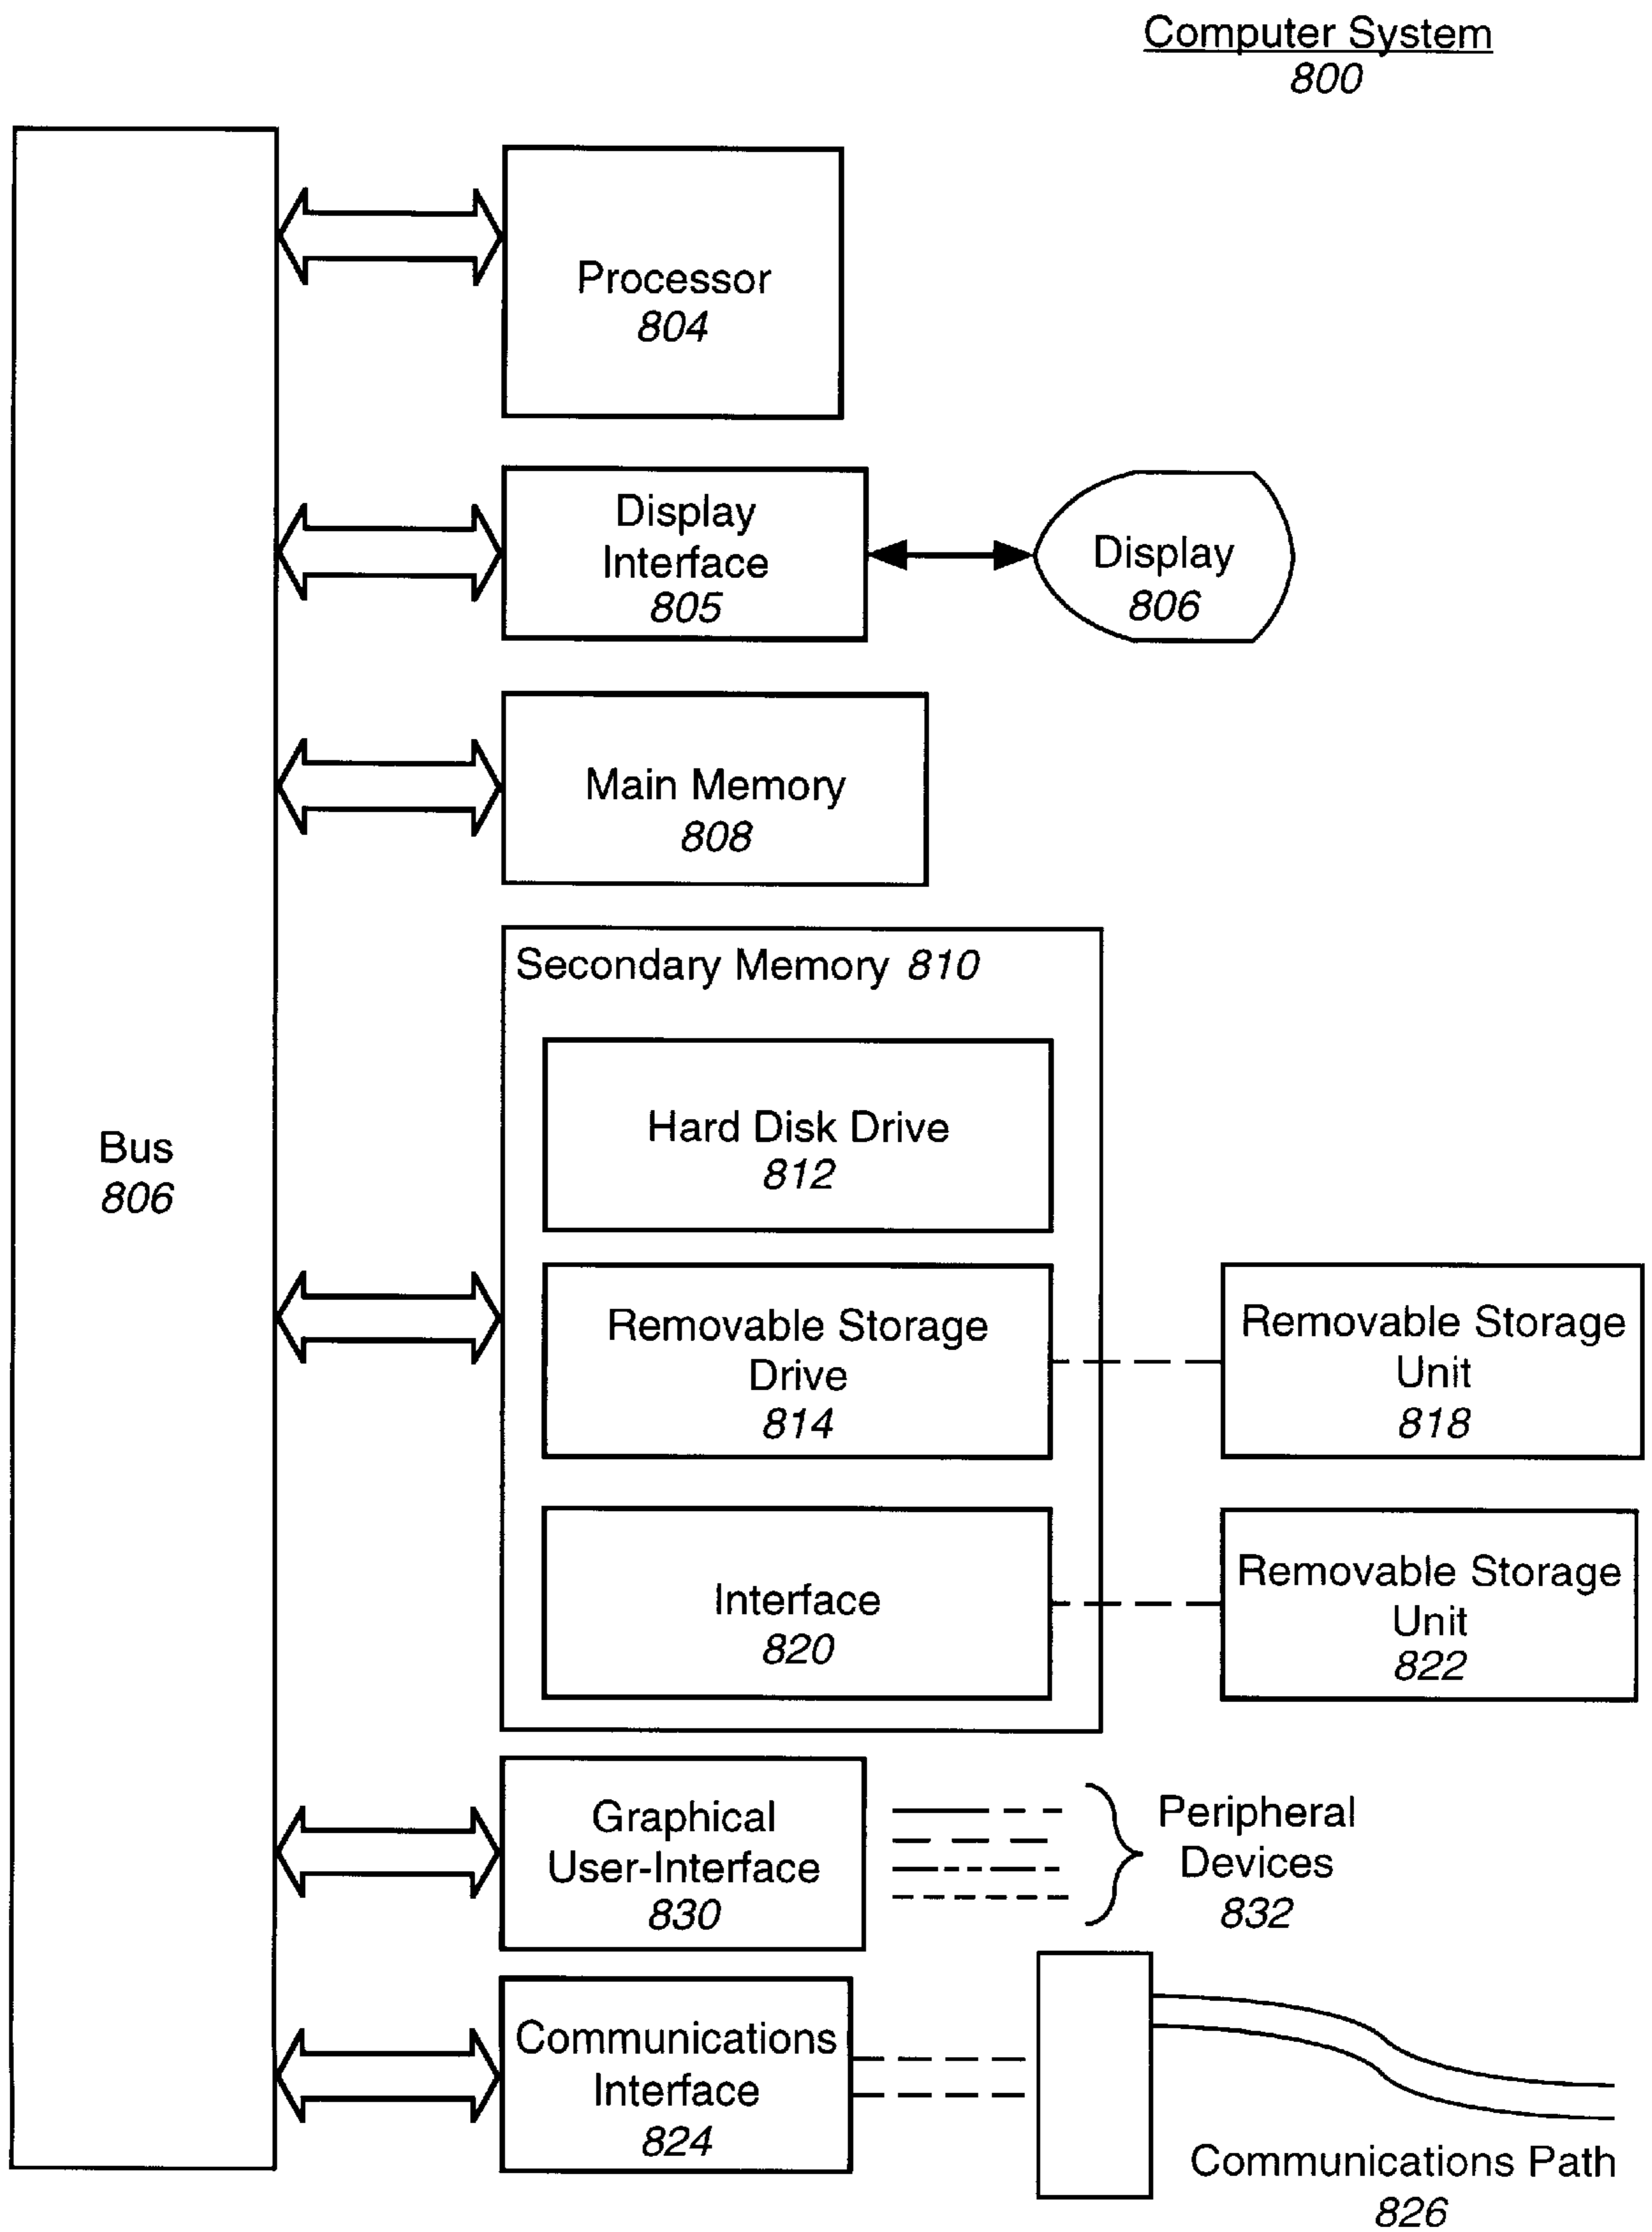 Computer System
800
Processor
804
Display
Interface
805
Display
806
Main Memory
808
Secondary Memory 810
Hard Disk Drive
812
Bus
806
Removable Storage
Drive
814
Removable Storage
Unit
818
Interface
820
Removable Storage
Unit
822
Graphical
User-Interface
830
Peripheral
Devices
832
Communications
Interface
824
Communications Path
826